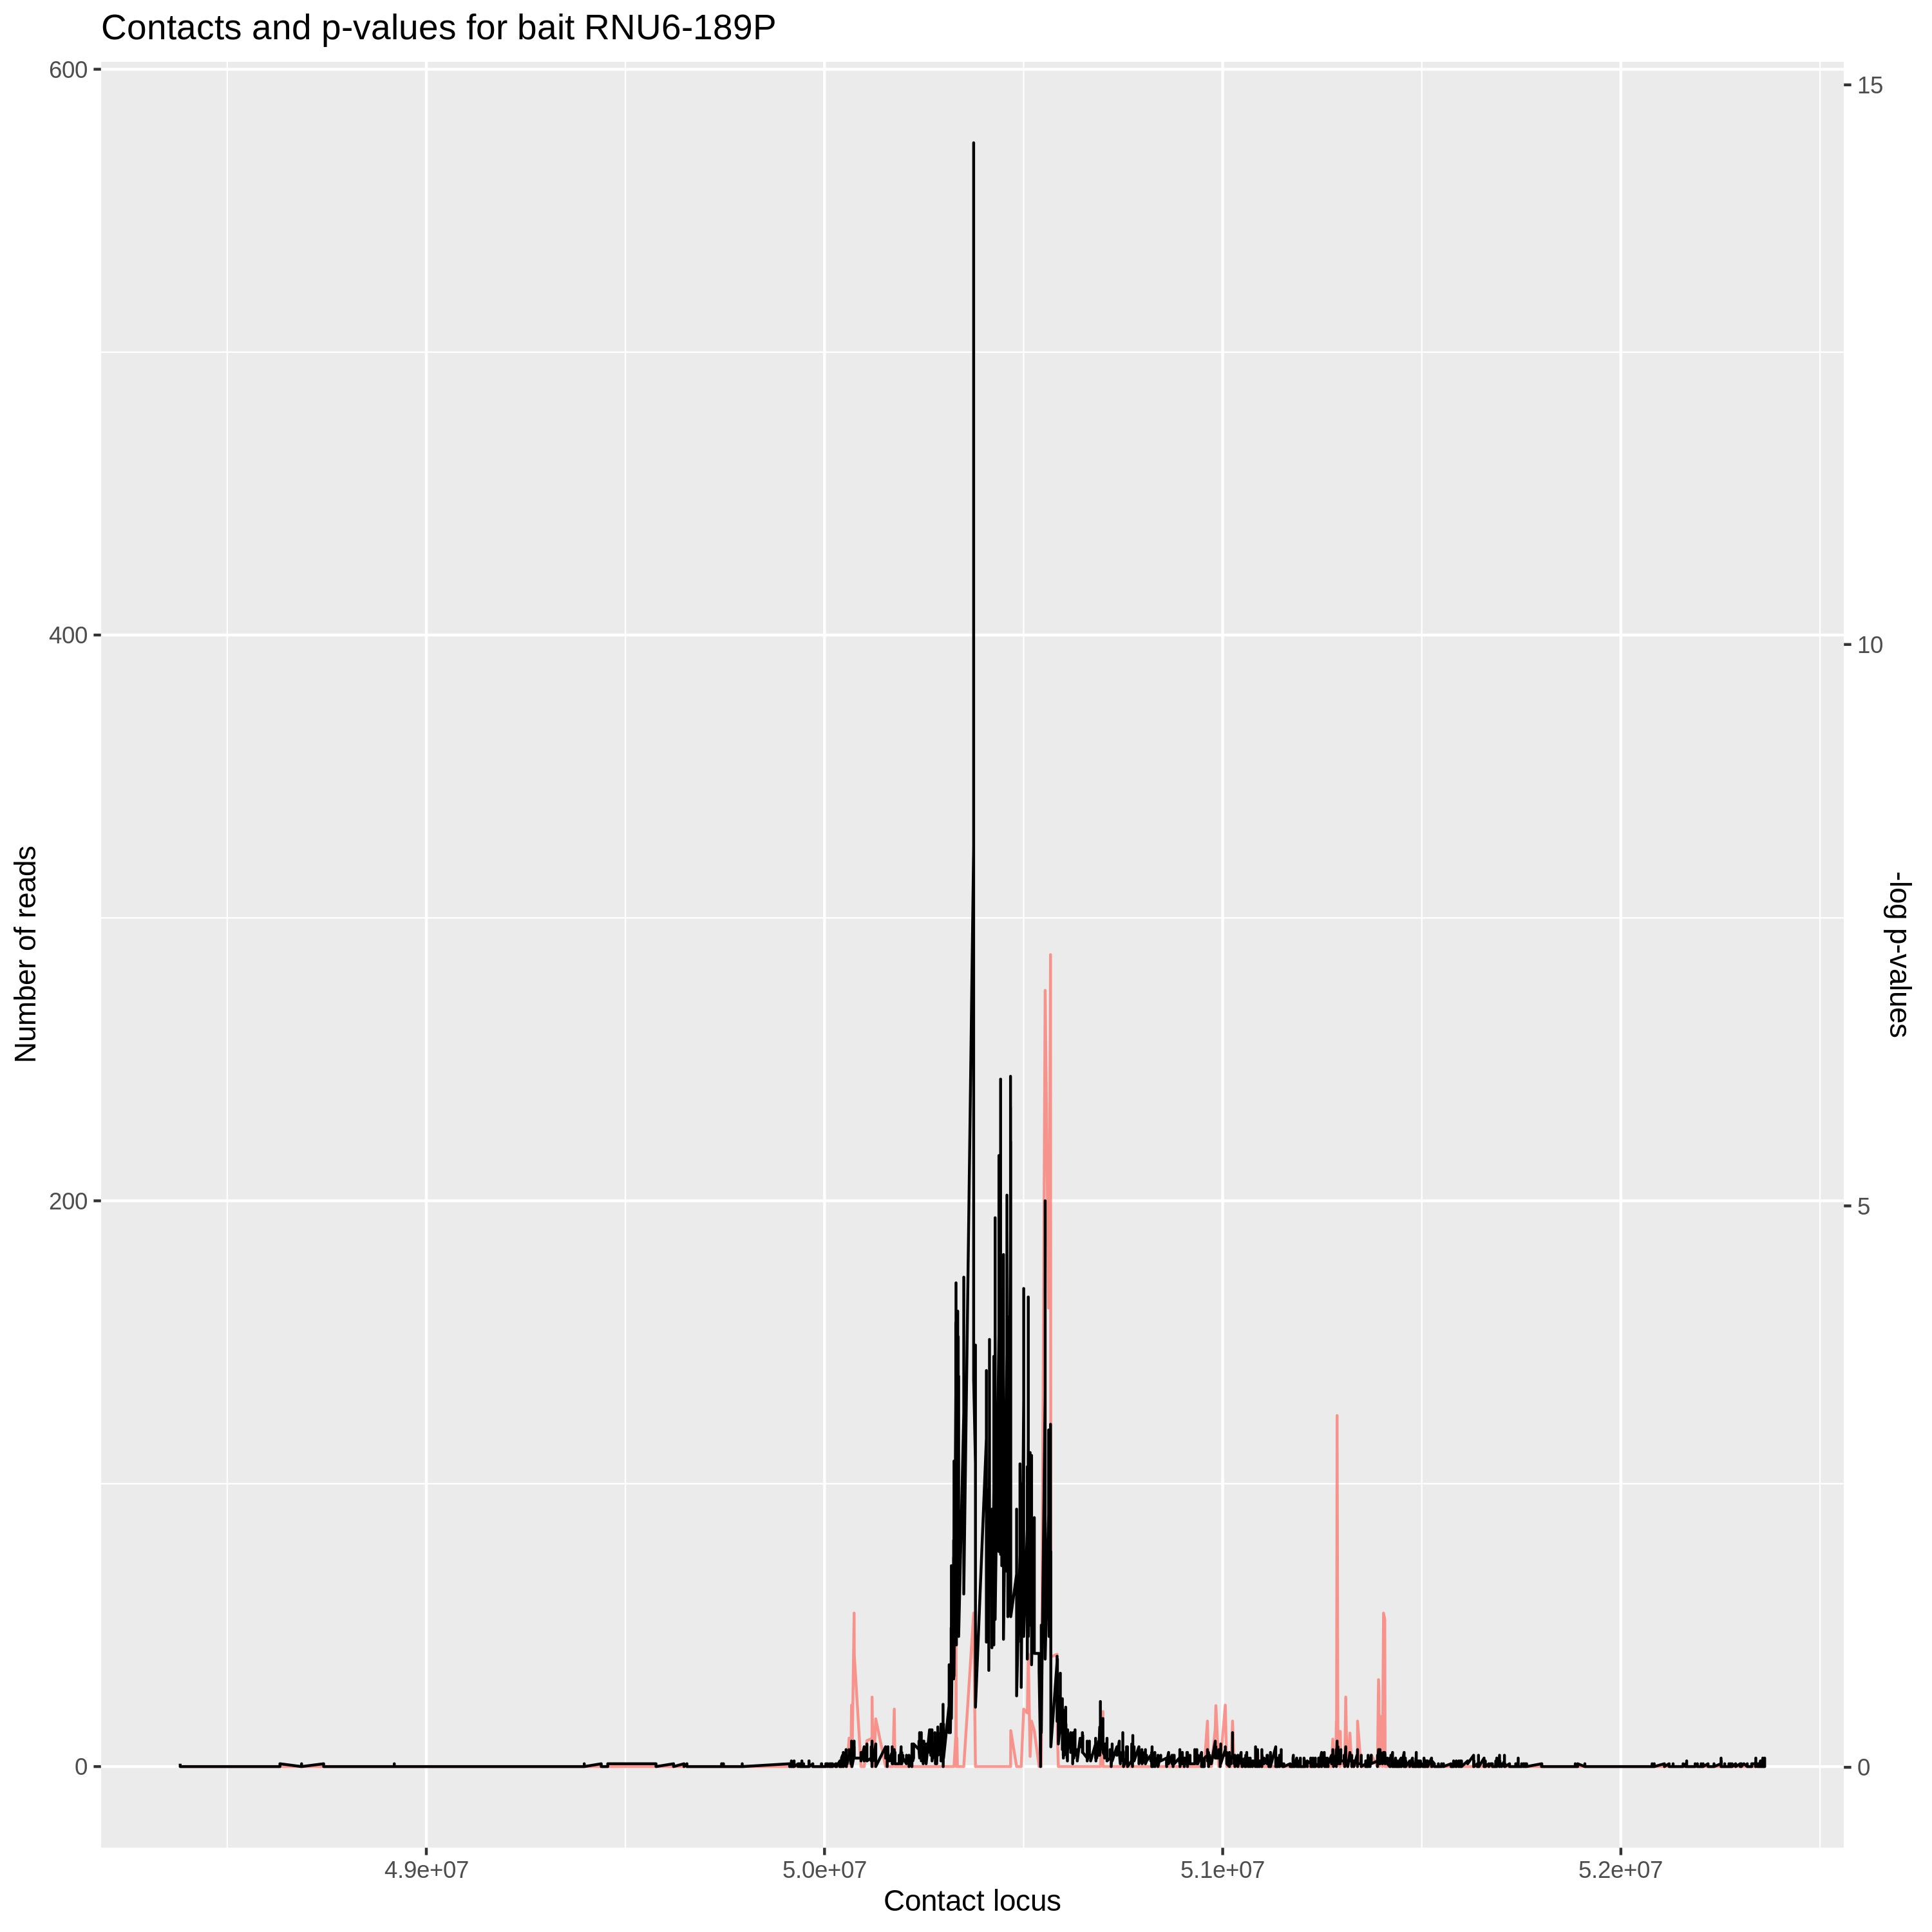 Contacts and p-values for bait RNU6-189P
600
400
200
0
Number of reads
15
10
5
0
-log p-values
4.9e+07
5.0e+07
5.1e+07
5.2e+07
Contact locus